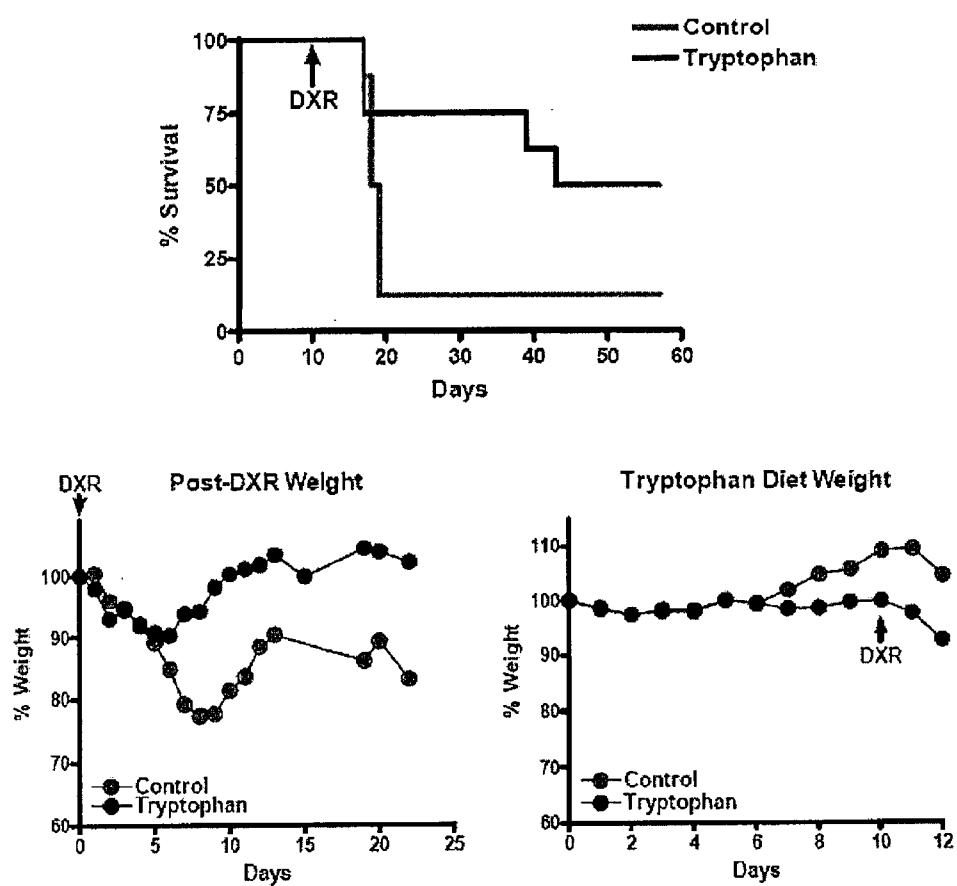 Control
Tryptophan
100
DXR
75
% Survival
50
25
0
0 10 20 30 40 50 60
Days
DXR
Post-DXR Weight
100
90
% Weight
80
70
Control
Tryptophan
60
0 5 10 15 20 25
Days
Tryptophan Diet Weight
110
100
DXR
90
% Weight
80
70
Control
Tryptophan
60
0 2 4 6 8 10 12
Days